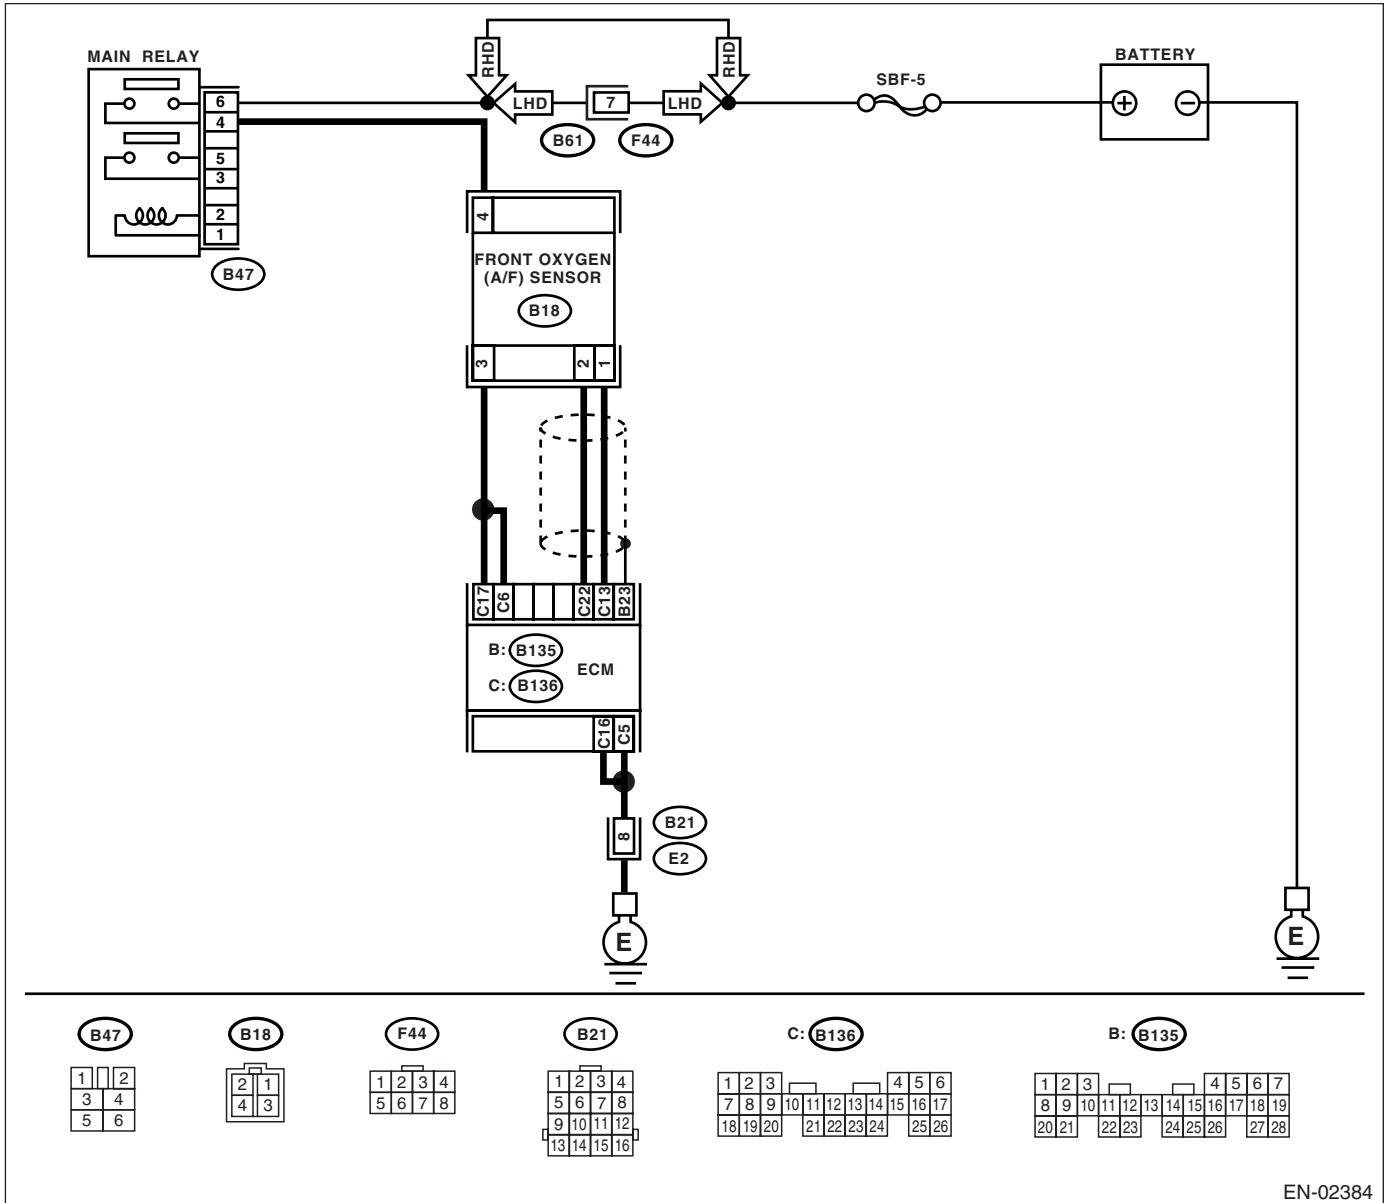 MAIN RELAY
6
4
5
3
2
1
B47
RHD
RHD
LHD
7
LHD
B61
F44
SBF-5
BATTERY
+
−
4
FRONT OXYGEN
(A/F) SENSOR
B18
3
2
1
C17
C6
C22
C13
B23
B: B135
ECM
C: B136
C16
C5
8
B21
E2
E
E
B47
1 2
3 4
5 6
B18
2 1
4 3
F44
1 2 3 4
5 6 7 8
B21
1 2 3 4
5 6 7 8
9 10 11 12
13 14 15 16
C: B136
1 2 3 4 5 6
7 8 9 10 11 12 13 14 15 16 17
18 19 20 21 22 23 24 25 26
B: B135
1 2 3 4 5 6 7
8 9 10 11 12 13 14 15 16 17 18 19
20 21 22 23 24 25 26 27 28
EN-02384